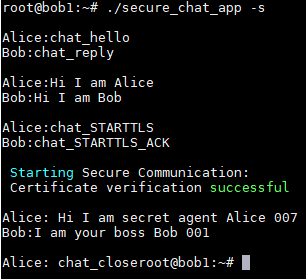 root@bob1:~# ./secure_chat_app -s
Alice:chat_hello
Bob:chat_reply
Alice:Hi I am Alice
Bob:Hi I am Bob
Alice:chat_STARTTLS
Bob:chat_STARTTLS_ACK
Starting Secure Communication:
Certificate verification successful
Alice: Hi I am secret agent Alice 007
Bob:I am your boss Bob 001
Alice: chat_closeroot@bob1:~#